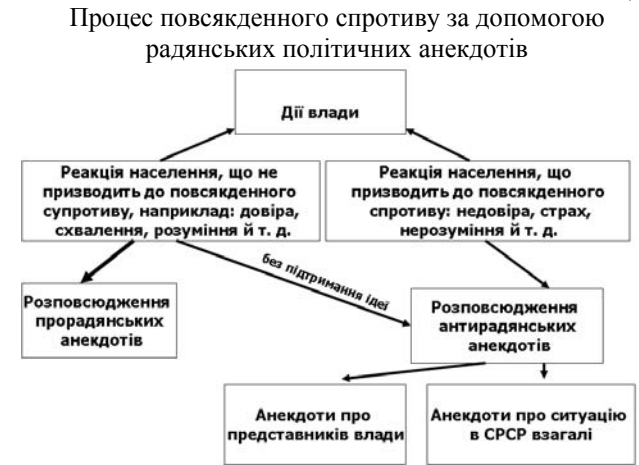 Процес повсякденного спротиву за допомогою
радянських політичних анекдотів
Дії влади
Реакція населення, що не
призводить до повсякденного
супротиву, наприклад: довіра,
схвалення, розуміння й т. д.
Реакція населення, що
призводить до повсякденного
спротиву: недовіра, страх,
нерозуміння й т. д.
без підтримання ідеї
Розповсюдження
прорадянських
анекдотів
Розповсюдження
антирадянських
анекдотів
Анекдоти про
представників влади
Анекдоти про ситуацію
в СРСР взагалі